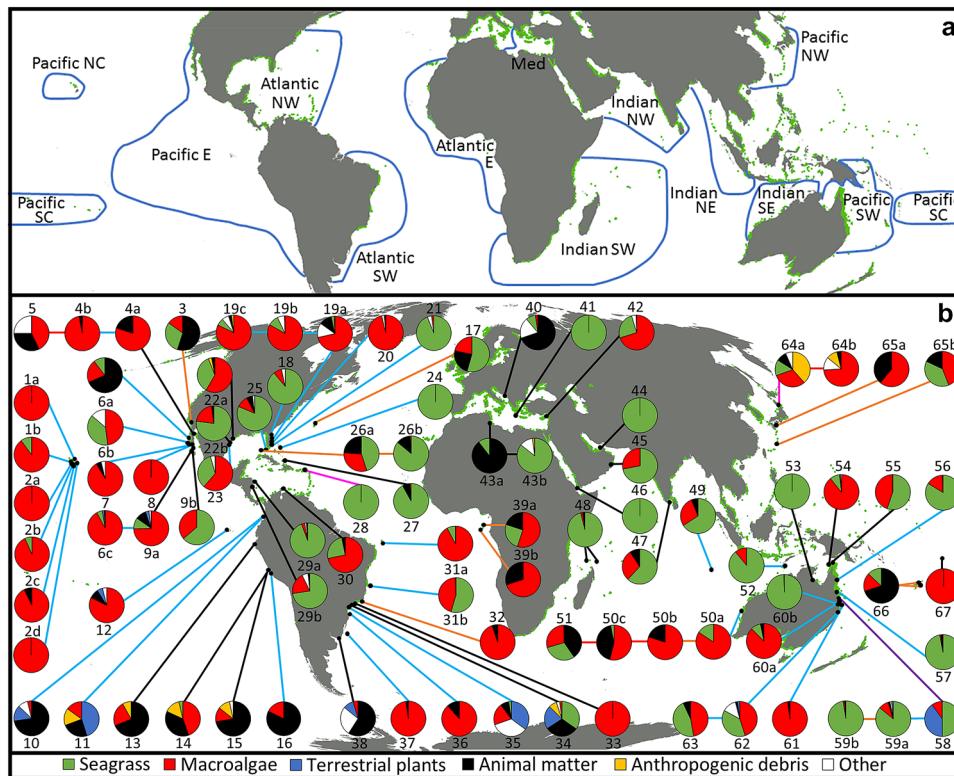 a
Pacific NC
Atlantic NW
Med
Pacific NW
Indian NW
Pacific E
Atlantic E
Pacific SC
Atlantic SW
Indian SW
Indian NE
Indian SE
Pacific SW
Pacific SC
b
5 4b 4a 3 19c 19b 19a 20 21 17 40 41 42
64a 64b 65a 65b
6a 18 25 24 44
1a 22a
1b 6b 26a 26b 45
2a 22b 43a 43b
7 8 9b 23 53 54 55 56
2b 46
6c 9a 28 27 39a 48 49
2c 29a 47
12 30 31a 39b 52 60b 66 67
2d 29b 31b
32 51 50c 50b 50a 60a 57
10 11 13 14 15 16 38 37 36 35 34 33 63 62 61 59b 59a 58
Seagrass Macroalgae Terrestrial plants Animal matter Anthropogenic debris Other